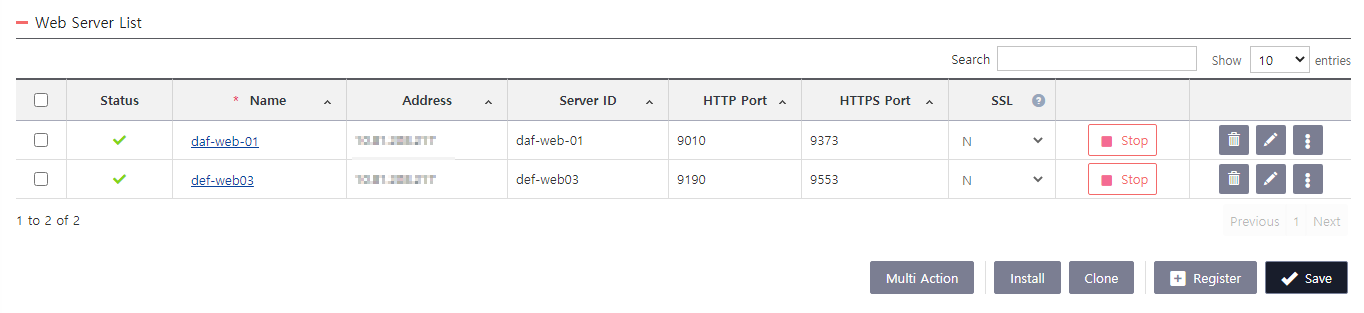 Web Server List
Search Show 10 entries
Status * Name Address Server ID HTTP Port HTTPS Port SSL ?
daf-web-01 daf-web-01 9010 9373 N Stop
def-web03 def-web03 9190 9553 N Stop
1 to 2 of 2 Previous 1 Next
Multi Action Install Clone Register Save